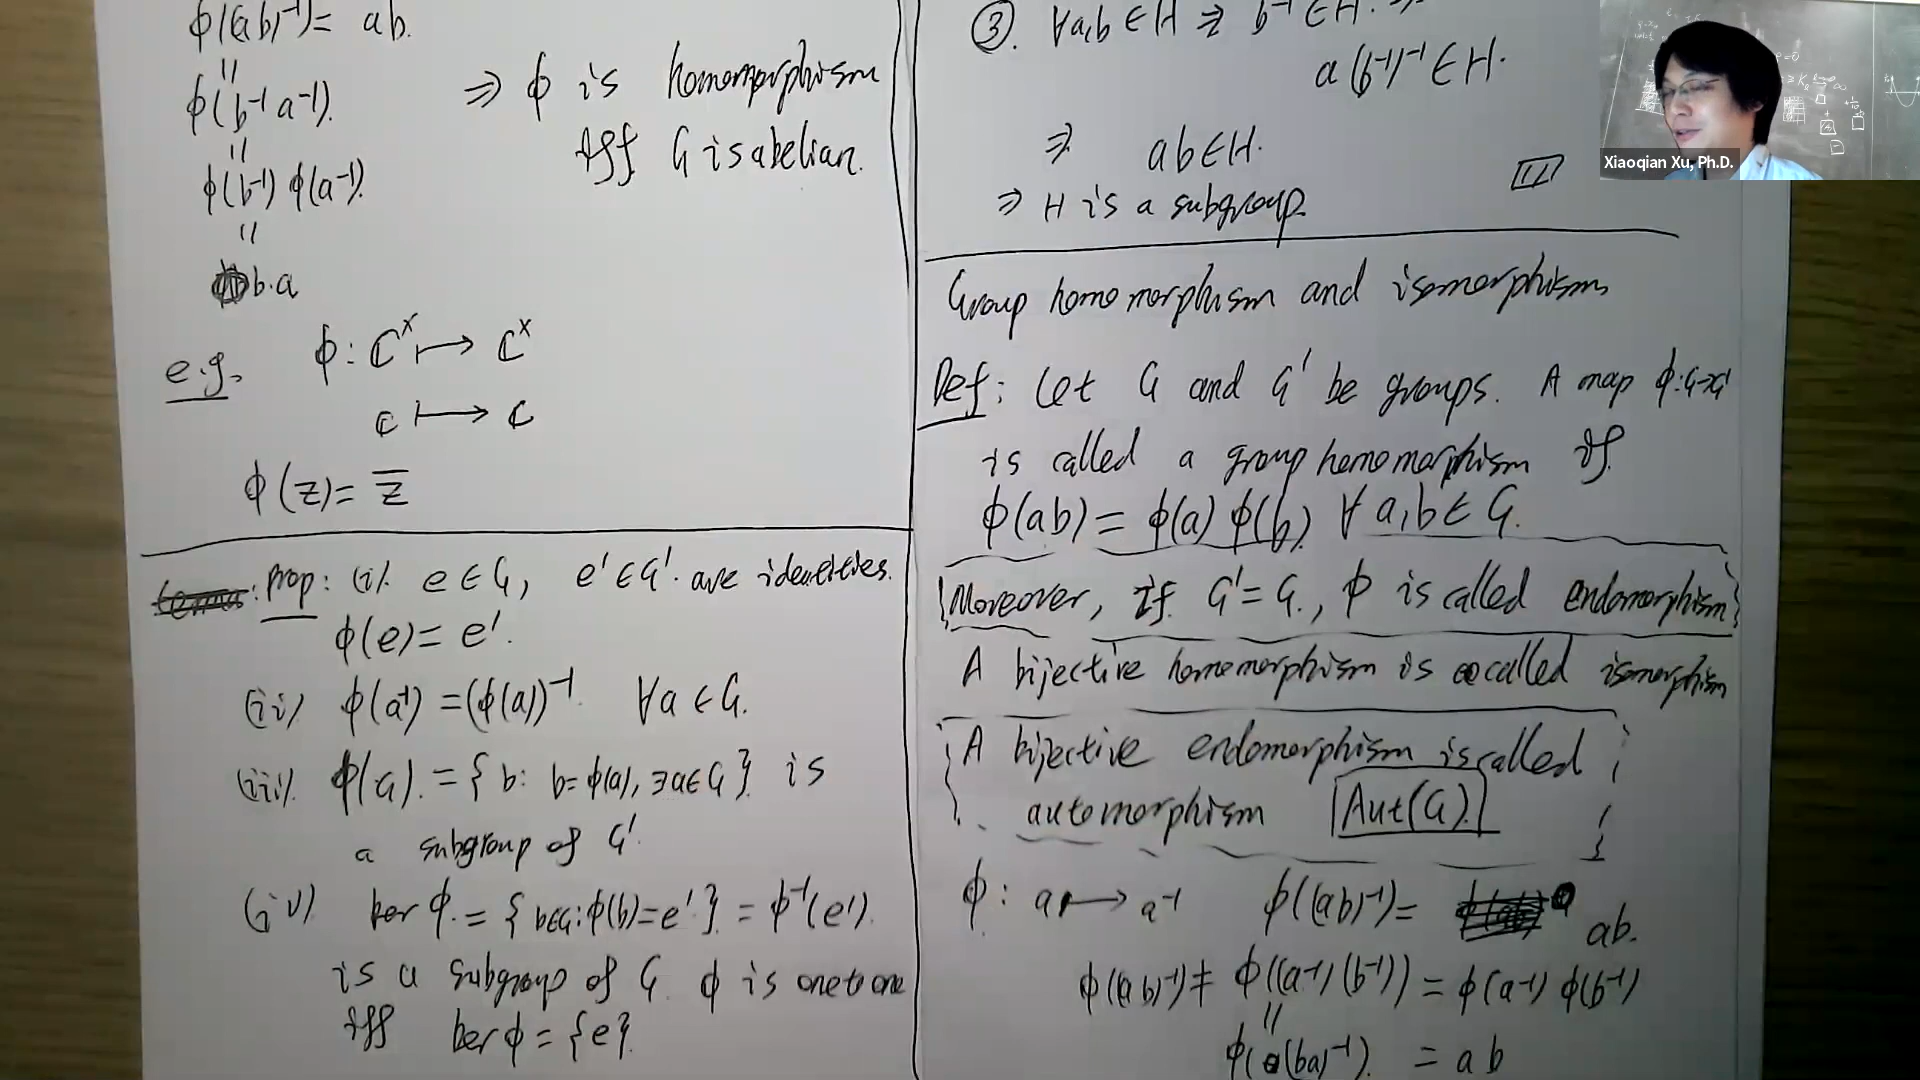 φ((ab)⁻¹) = ab.
〃
φ(b⁻¹a⁻¹).
〃
φ(b⁻¹) φ(a⁻¹).
〃
b·a
⇒ φ is homomorphism
iff G is abelian.
e.g. φ: ℂˣ ↦ ℂˣ
ℂ ↦ ℂ
φ(z) = z̅
: Prop: (i). e ∈ G, e' ∈ G'. are identities.
φ(e) = e'.
(ii) φ(a⁻¹) = (φ(a))⁻¹. ∀a ∈ G.
(iii). φ(G). = { b: b = φ(a), ∃a∈G } is
a subgroup of G'.
(iv) ker φ. = { b∈G: φ(b) = e' } = φ⁻¹(e').
is a subgroup of G. φ is one to one
iff ker φ = {e}.
③. ∀a,b ∈ H ⇒ b⁻¹ ∈ H. ⇒
a(b⁻¹)⁻¹ ∈ H.
⇒ ab ∈ H.
⇒ H is a subgroup.
Group homomorphism and isomorphism
Def: Let G and G' be groups. A map φ: G→G'
is called a group homomorphism if
φ(ab) = φ(a) φ(b). ∀ a,b ∈ G.
Moreover, if G' = G., φ is called endomorphism
A bijective homomorphism is called isomorphism
A bijective endomorphism is called
automorphism Aut(G).
φ: a ↦ a⁻¹ φ((ab)⁻¹) = ab.
φ((ab)⁻¹) ≠ φ((a⁻¹)(b⁻¹)) = φ(a⁻¹) φ(b⁻¹)
〃
φ((ba)⁻¹). = ab
Xiaoqian Xu, Ph.D.